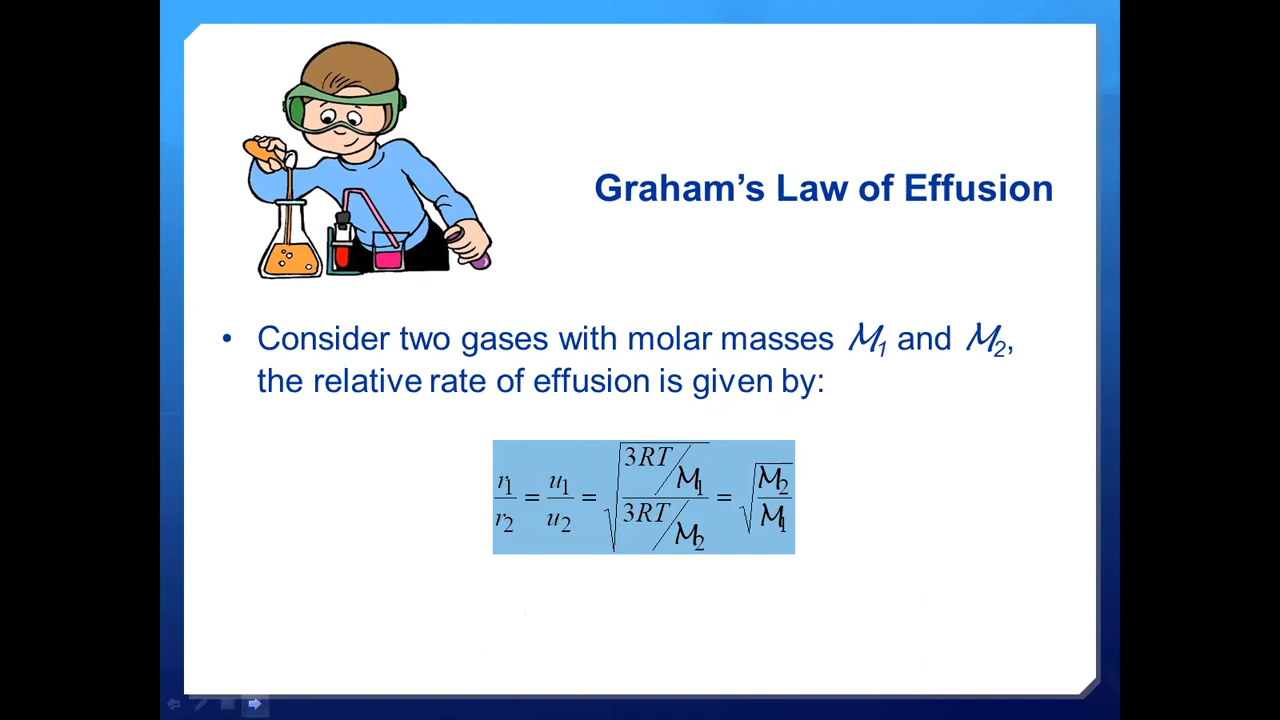 Graham’s Law of Effusion
• Consider two gases with molar masses ℳ₁ and ℳ₂,
the relative rate of effusion is given by:
r₁/r₂ = u₁/u₂ = √((3RT/ℳ₁)/(3RT/ℳ₂)) = √(ℳ₂/ℳ₁)